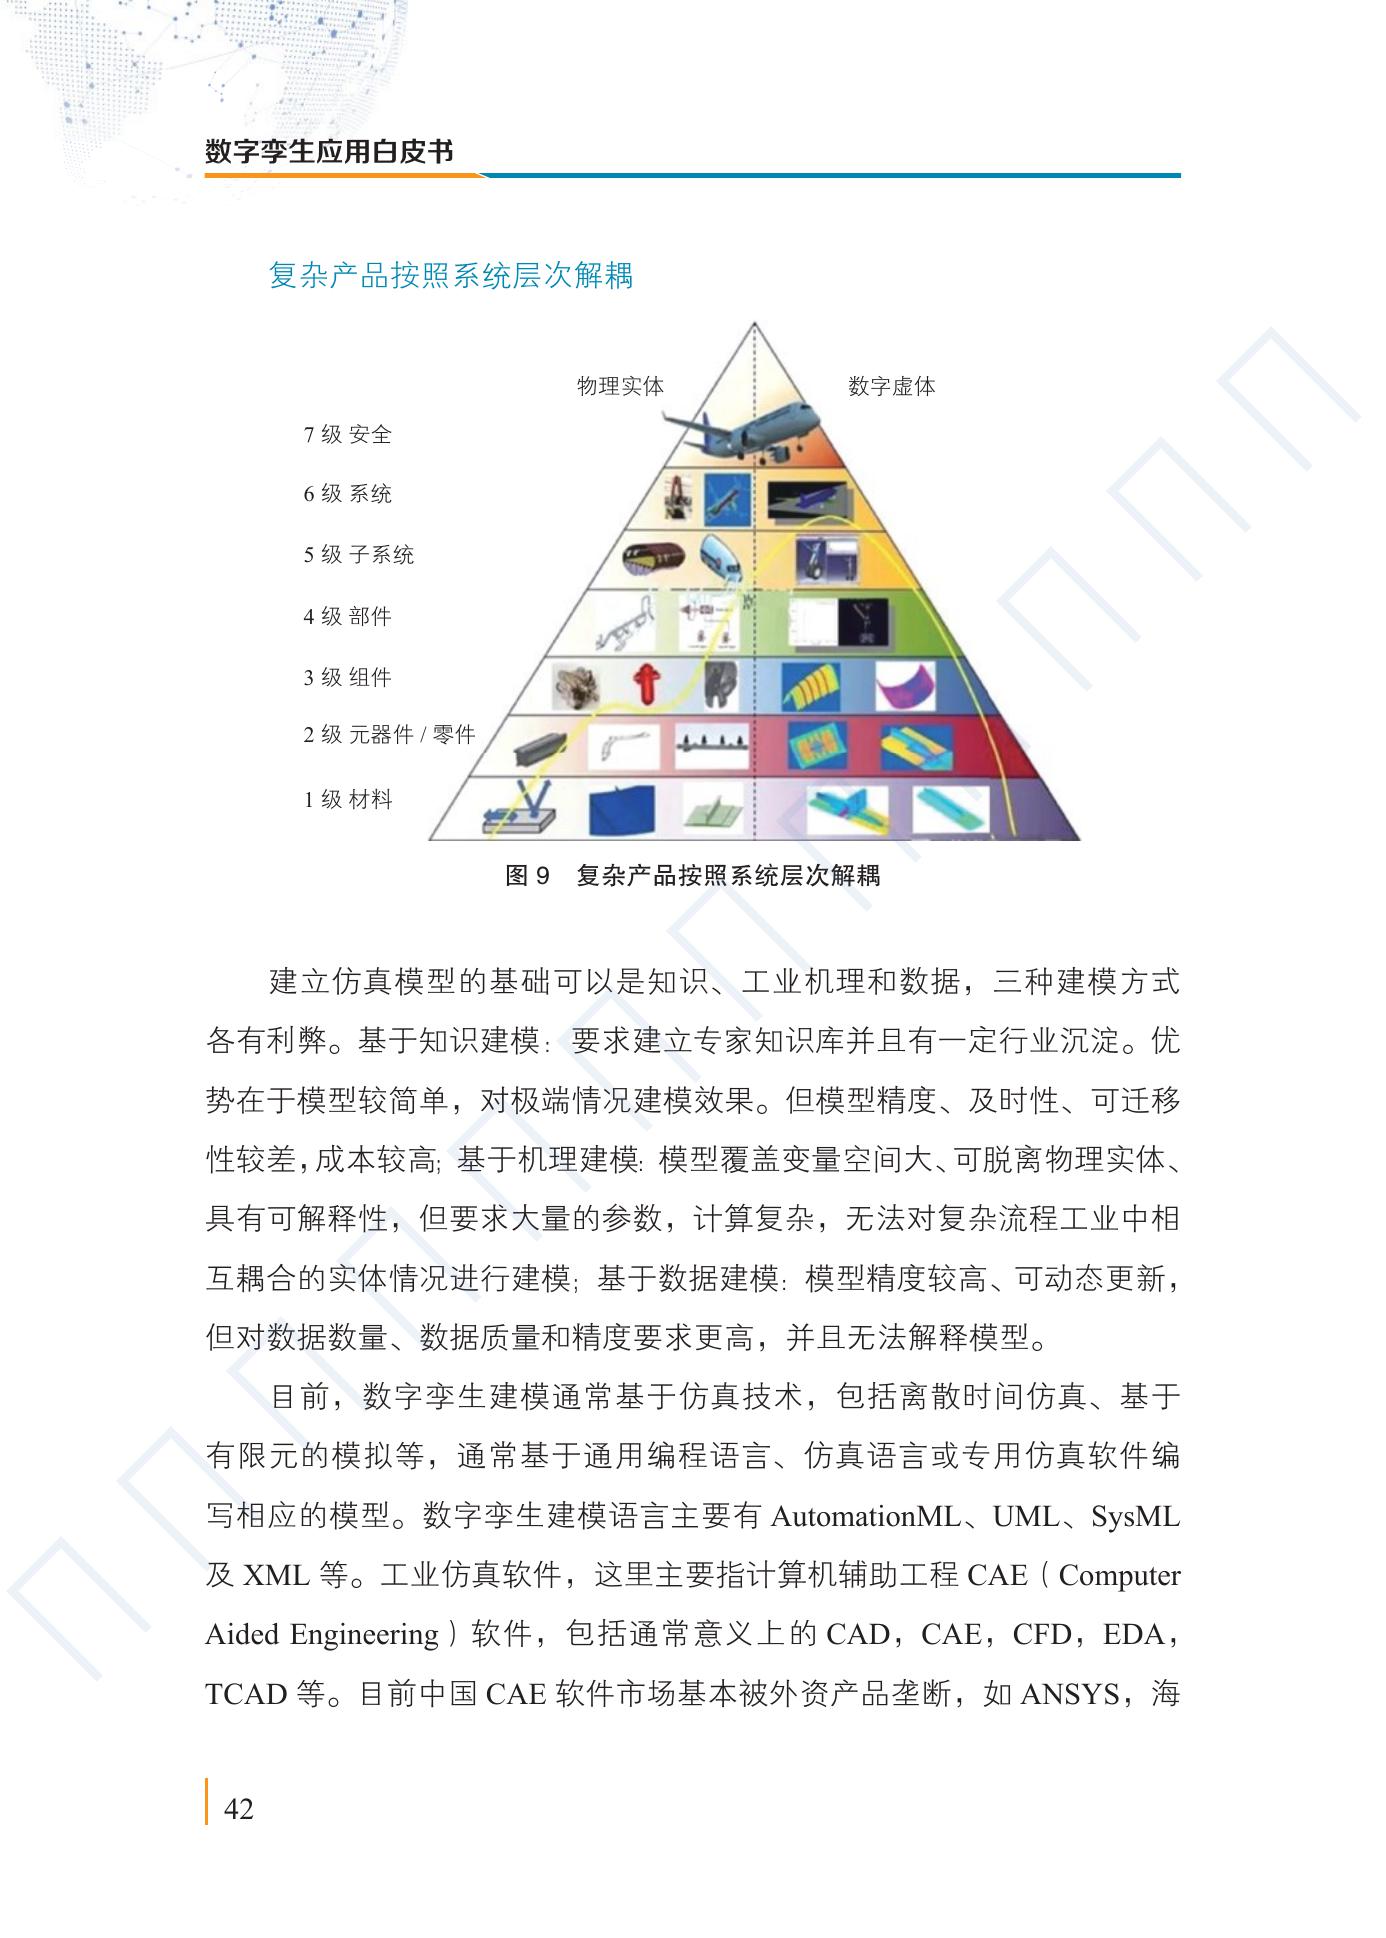 数字孪生应用白皮书
复杂产品按照系统层次解耦
物理实体
数字虚体
7 级 安全
6 级 系统
5 级 子系统
4 级 部件
3 级 组件
2 级 元器件 / 零件
1 级 材料
图 9　复杂产品按照系统层次解耦
建立仿真模型的基础可以是知识、工业机理和数据，三种建模方式
各有利弊。基于知识建模：要求建立专家知识库并且有一定行业沉淀。优
势在于模型较简单，对极端情况建模效果。但模型精度、及时性、可迁移
性较差，成本较高；基于机理建模：模型覆盖变量空间大、可脱离物理实体、
具有可解释性，但要求大量的参数，计算复杂，无法对复杂流程工业中相
互耦合的实体情况进行建模；基于数据建模：模型精度较高、可动态更新，
但对数据数量、数据质量和精度要求更高，并且无法解释模型。
目前，数字孪生建模通常基于仿真技术，包括离散时间仿真、基于
有限元的模拟等，通常基于通用编程语言、仿真语言或专用仿真软件编
写相应的模型。数字孪生建模语言主要有 AutomationML、UML、SysML
及 XML 等。工业仿真软件，这里主要指计算机辅助工程 CAE（Computer
Aided Engineering）软件，包括通常意义上的 CAD，CAE，CFD，EDA，
TCAD 等。目前中国 CAE 软件市场基本被外资产品垄断，如 ANSYS，海
42